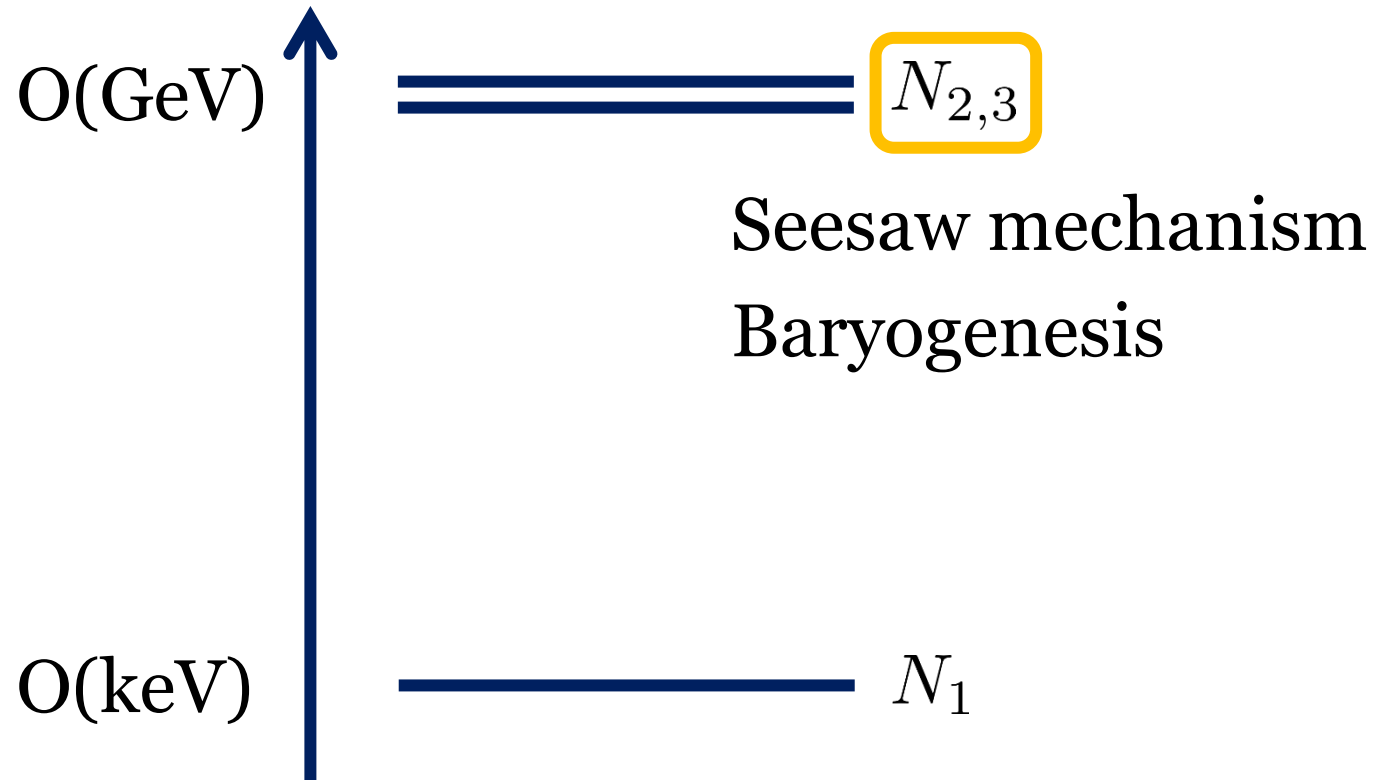 O(GeV) N₂,₃
Seesaw mechanism
Baryogenesis
O(keV) N₁